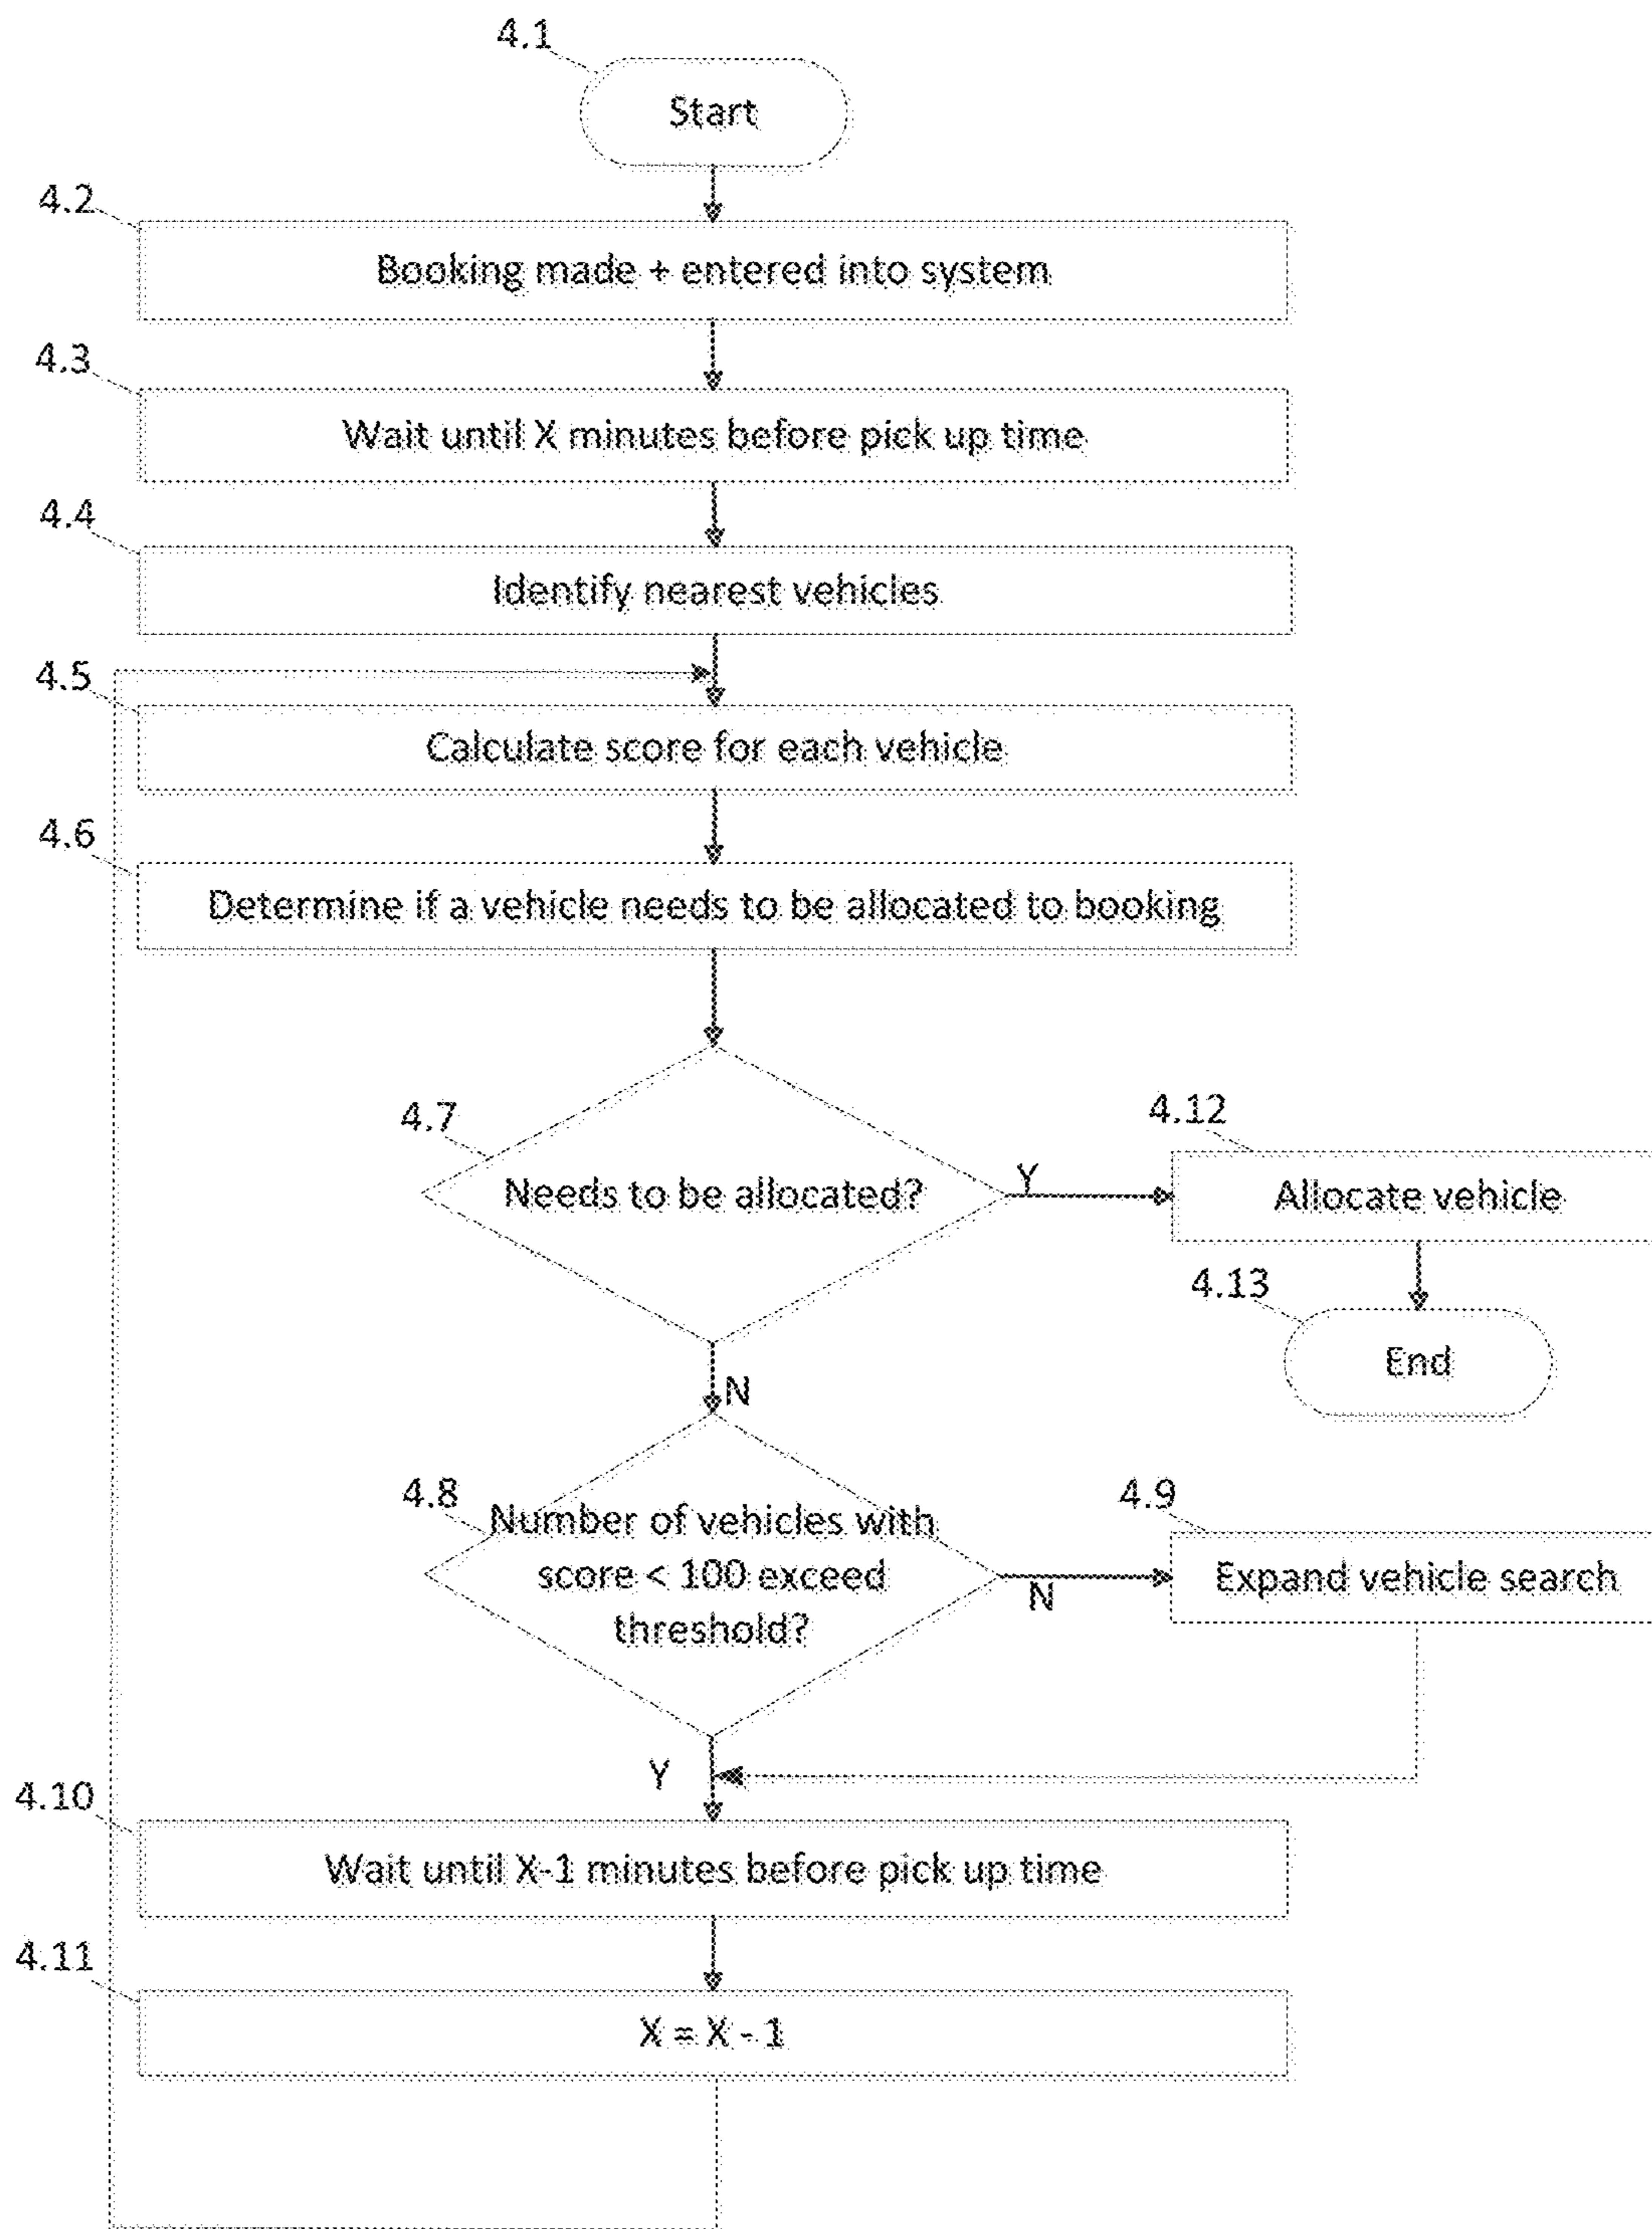 4.1
Start
4.2
Booking made + entered into system
4.3
Wait until X minutes before pick up time
4.4
Identify nearest vehicles
4.5
Calculate score for each vehicle
4.6
Determine if a vehicle needs to be allocated to booking
4.7
Needs to be allocated?
Y
4.12
Allocate vehicle
4.13
End
N
4.8
Number of vehicles with
score < 100 exceed
threshold?
N
4.9
Expand vehicle search
Y
4.10
Wait until X-1 minutes before pick up time
4.11
X = X - 1